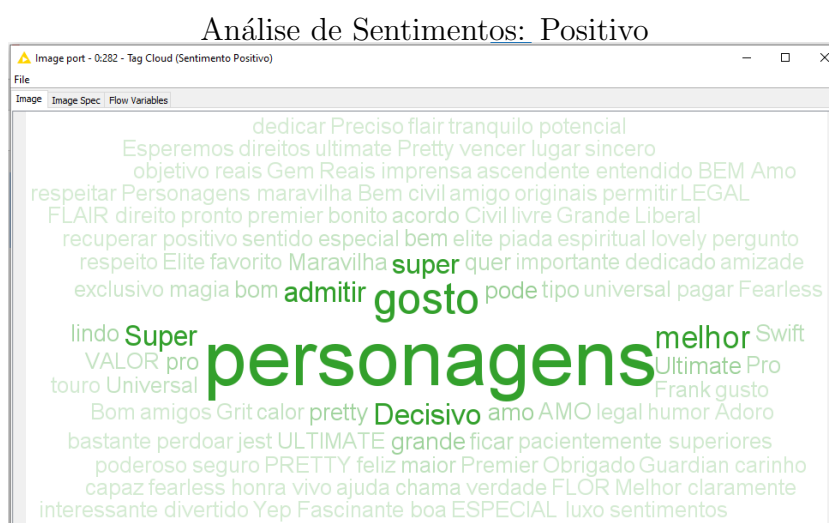 Análise de Sentimentos: Positivo
Image port - 0:282 - Tag Cloud (Sentimento Positivo)
File
Image Image Spec Flow Variables
dedicar Preciso flair tranquilo potencial
Esperemos direitos ultimate Pretty vencer lugar sincero
objetivo reais Gem Reais imprensa ascendente entendido BEM Amo
respeitar Personagens maravilha Bem civil amigo originais permitir LEGAL
FLAIR direito pronto premier bonito acordo Civil livre Grande Liberal
recuperar positivo sentido especial bem elite piada espiritual lovely pergunto
respeito Elite favorito Maravilha super quer importante dedicado amizade
exclusivo magia bom admitir gosto pode tipo universal pagar Fearless
lindo Super personagens melhor Swift
VALOR pro Ultimate Pro
touro Universal Frank gusto
Bom amigos Grit calor pretty Decisivo amo AMO legal humor Adoro
bastante perdoar jest ULTIMATE grande ficar pacientemente superiores
poderoso seguro PRETTY feliz maior Premier Obrigado Guardian carinho
capaz fearless honra vivo ajuda chama verdade FLOR Melhor claramente
interessante divertido Yep Fascinante boa ESPECIAL luxo sentimentos